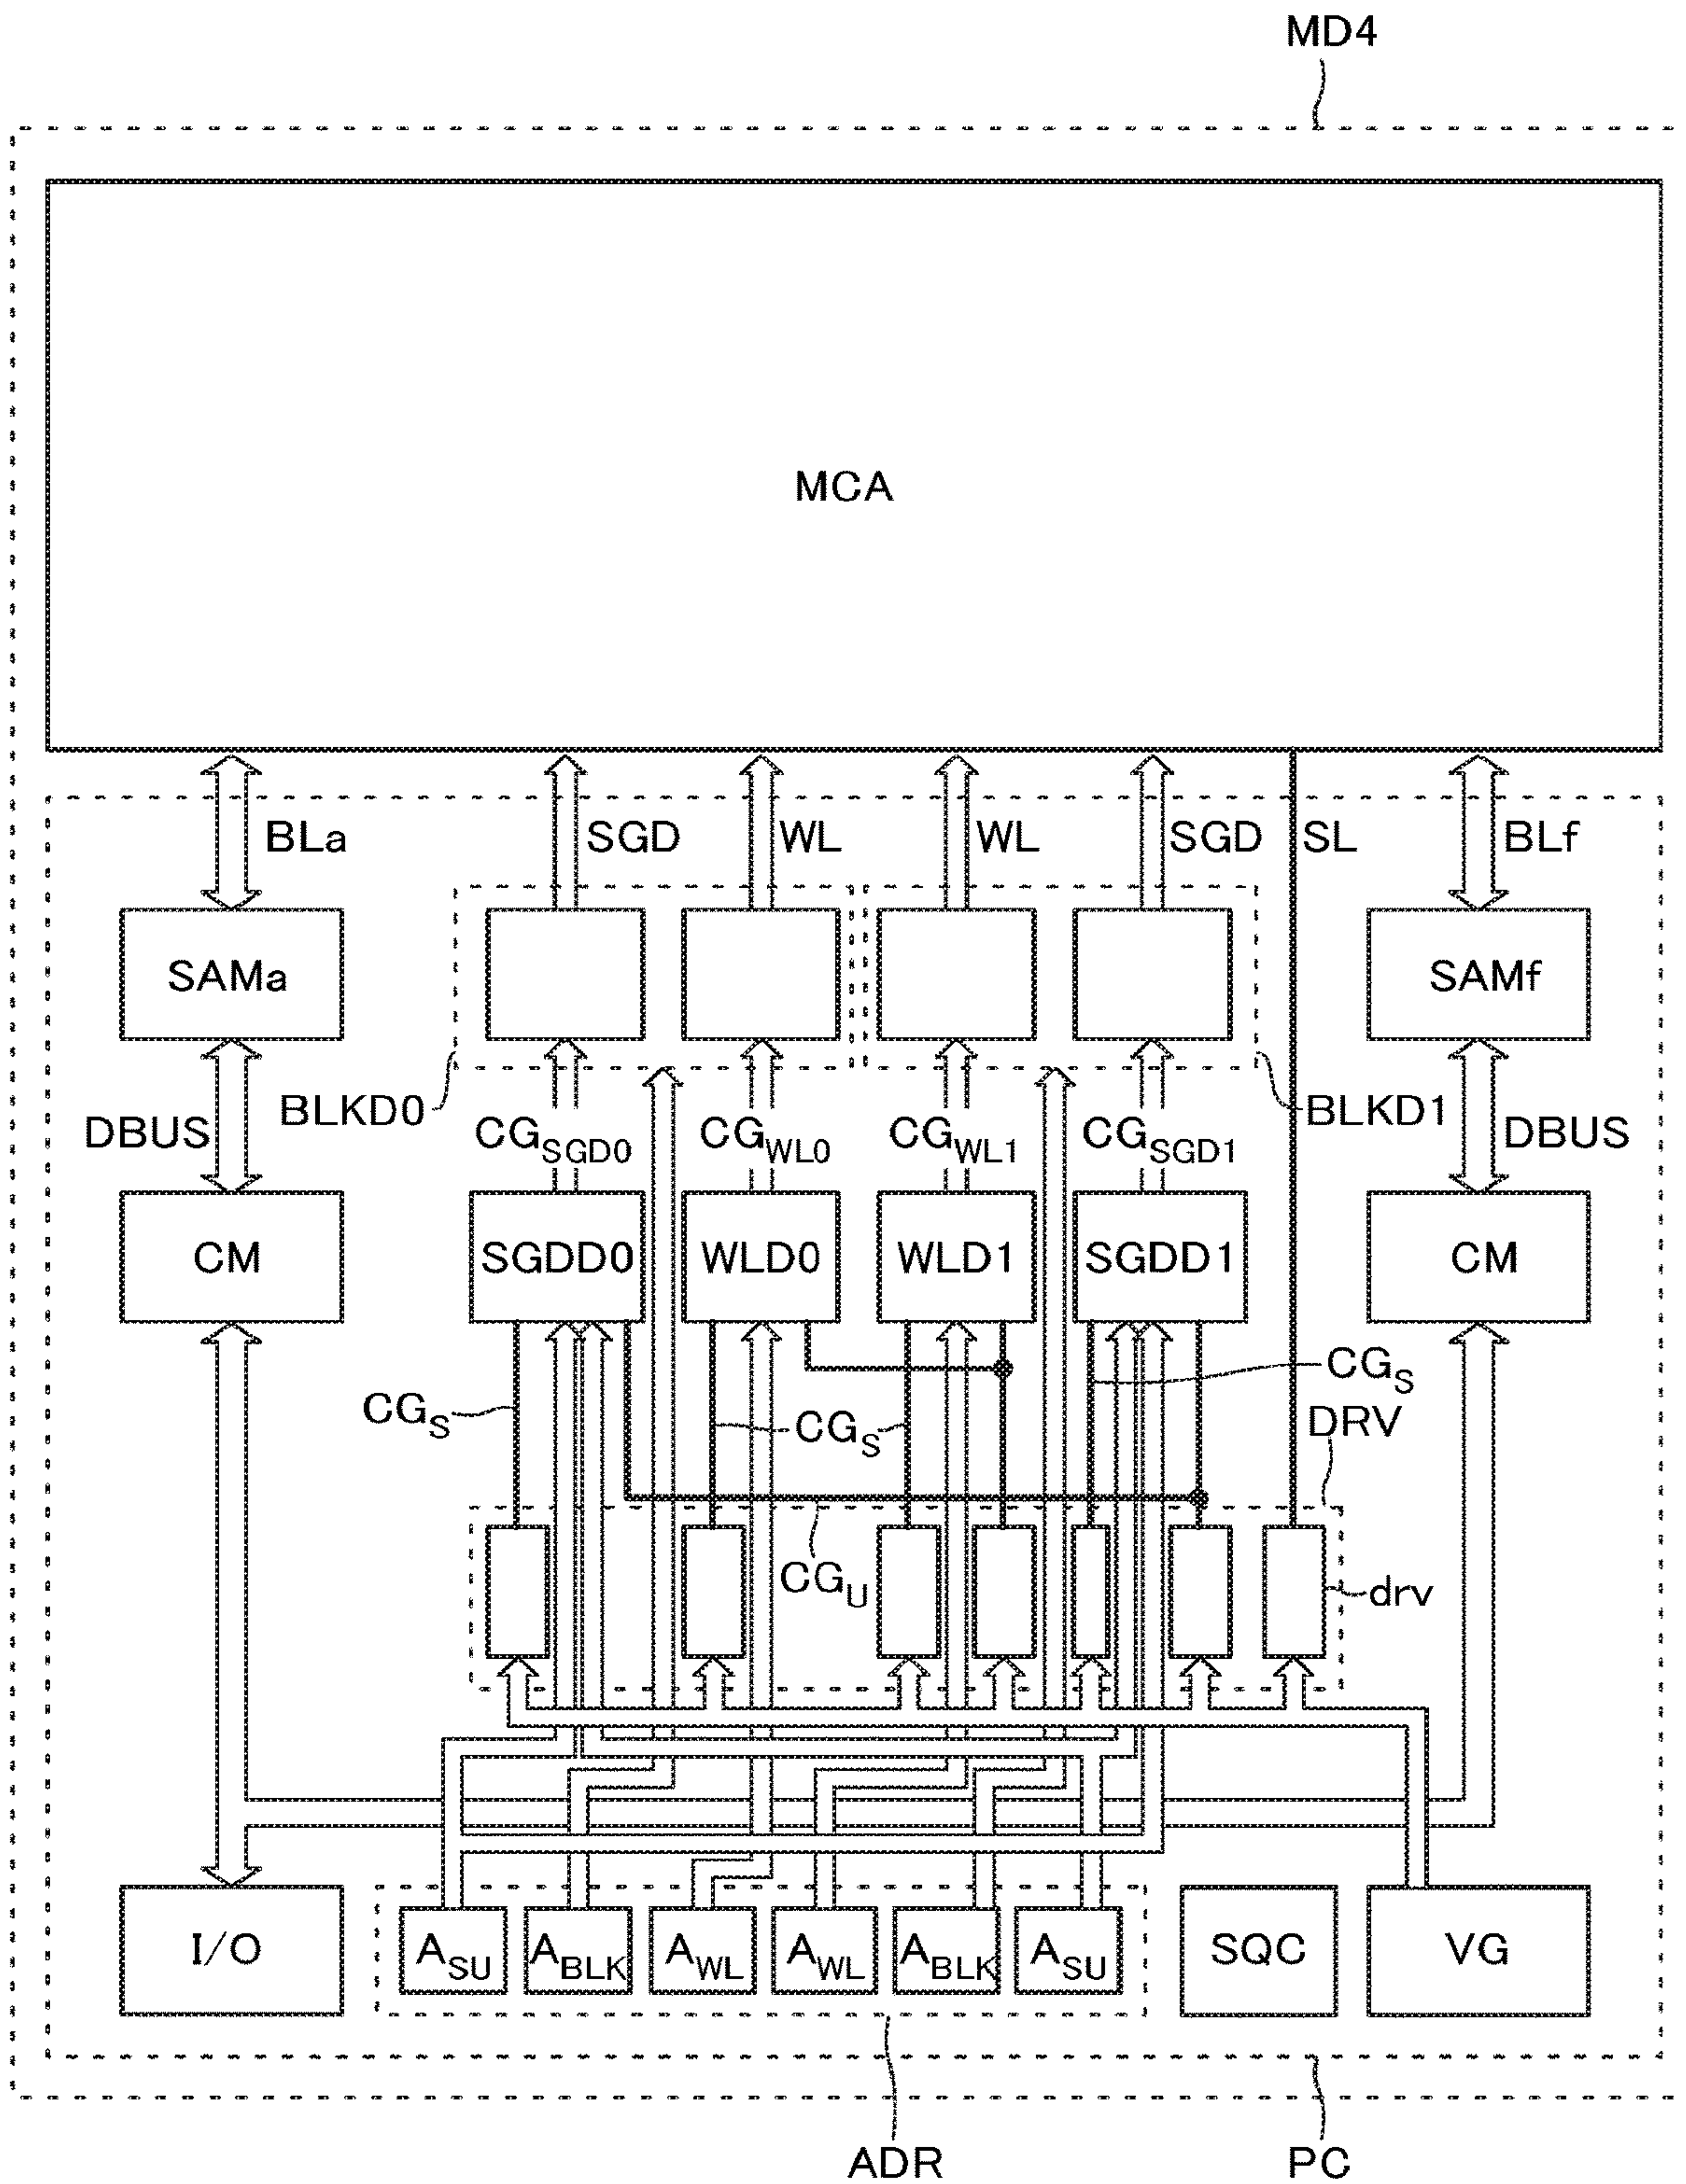 MD4
MCA
BLa SGD WL WL SGD SL BLf
SAMa SAMf
BLKD0 BLKD1
DBUS CGSGD0 CGWL0 CGWL1 CGSGD1 DBUS
CM SGDD0 WLD0 WLD1 SGDD1 CM
CGS
CGS CGS DRV
CGU drv
I/O ASU ABLK AWL AWL ABLK ASU SQC VG
ADR PC